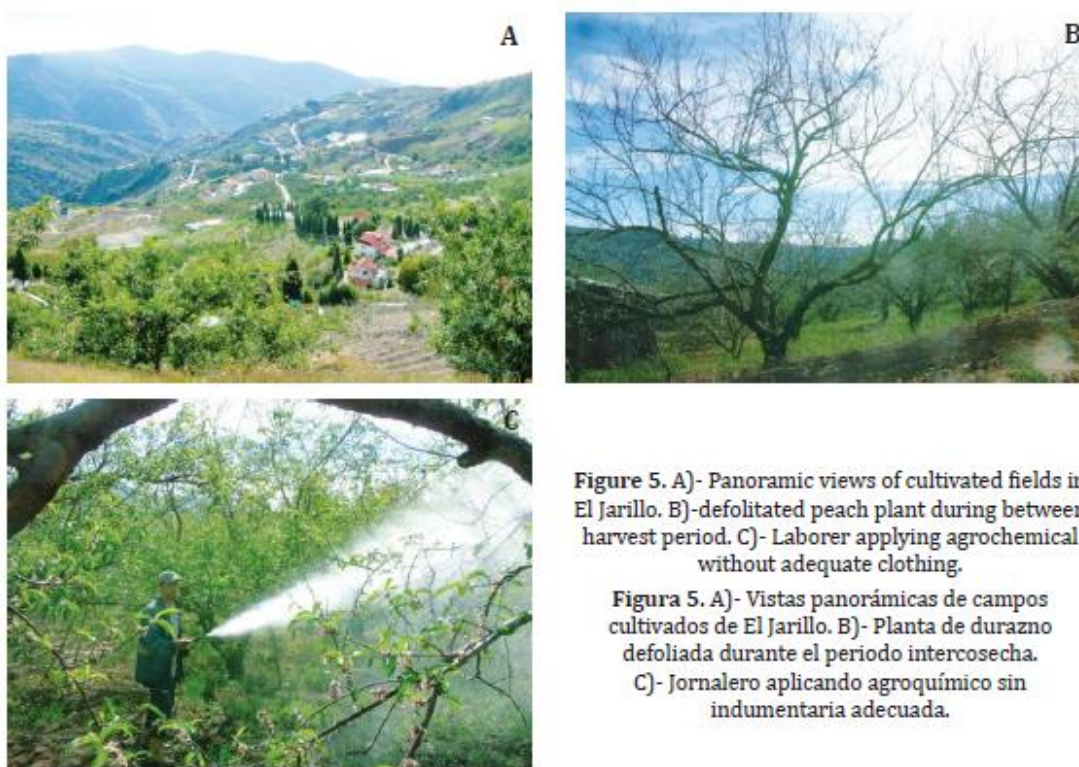 A
B
C
Figure 5. A)- Panoramic views of cultivated fields in
El Jarillo. B)-defolitated peach plant during between
harvest period. C)- Laborer applying agrochemical
without adequate clothing.
Figura 5. A)- Vistas panorámicas de campos
cultivados de El Jarillo. B)- Planta de durazno
defoliada durante el periodo intercosecha.
C)- Jornalero aplicando agroquímico sin
indumentaria adecuada.